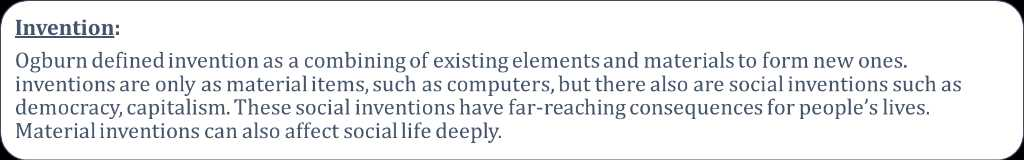 Invention:
Ogburn defined invention as a combining of existing elements and materials to form new ones.
inventions are only as material items, such as computers, but there also are social inventions such as
democracy, capitalism. These social inventions have far-reaching consequences for people’s lives.
Material inventions can also affect social life deeply.